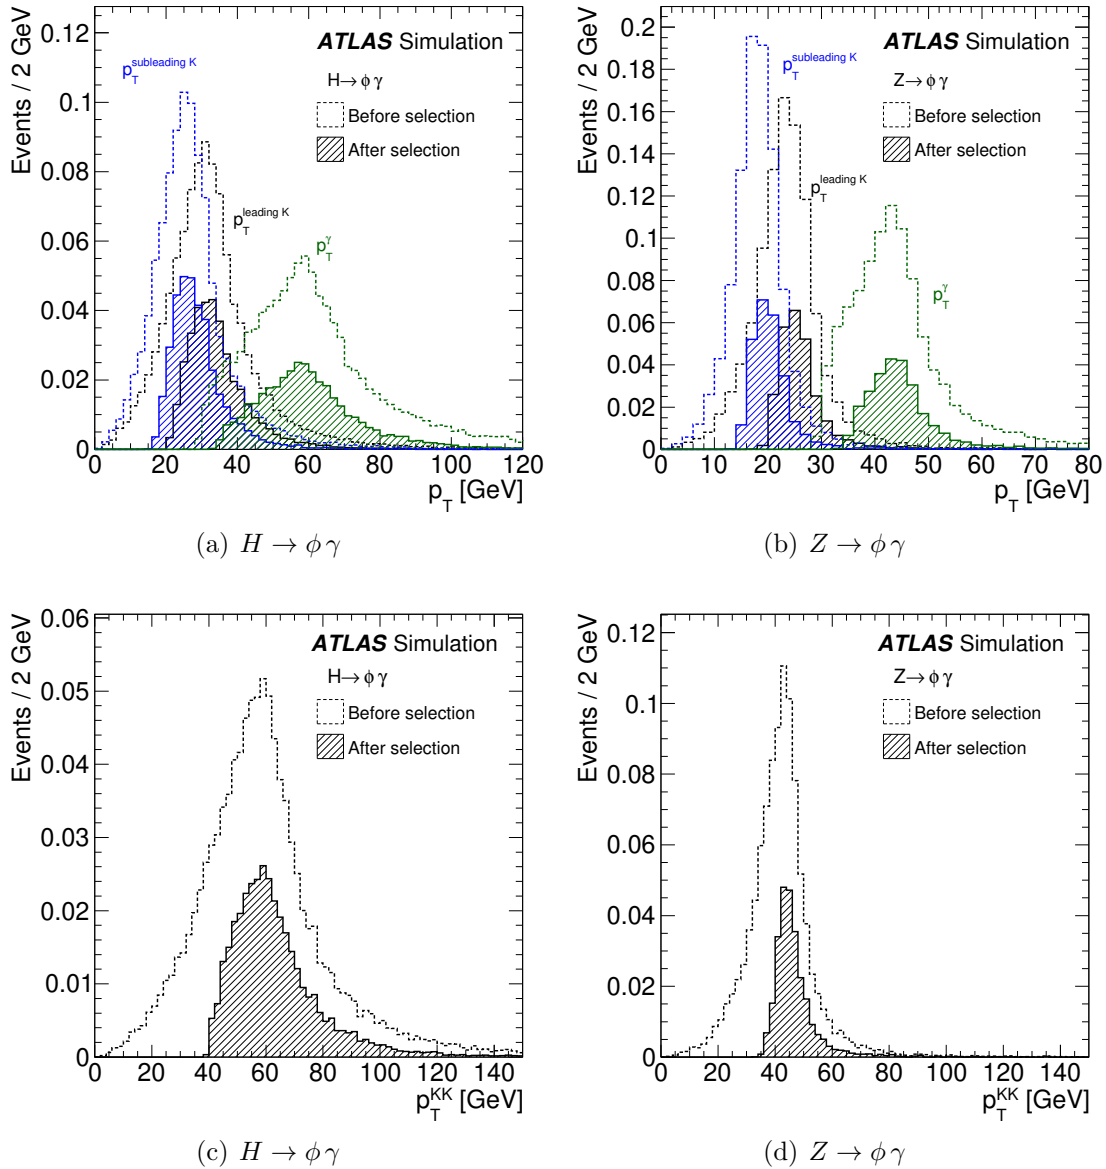 Events / 2 GeV
0.12
0.1
0.08
0.06
0.04
0.02
0
ATLAS Simulation
H→ φ γ
Before selection
After selection
p_T^subleading K
p_T^leading K
p_T^γ
0 20 40 60 80 100 120
p_T [GeV]
(a) H → φ γ
Events / 2 GeV
0.2
0.18
0.16
0.14
0.12
0.1
0.08
0.06
0.04
0.02
0
ATLAS Simulation
Z→ φ γ
Before selection
After selection
p_T^subleading K
p_T^leading K
p_T^γ
0 10 20 30 40 50 60 70 80
p_T [GeV]
(b) Z → φ γ
Events / 2 GeV
0.06
0.05
0.04
0.03
0.02
0.01
0
ATLAS Simulation
H→ φ γ
Before selection
After selection
0 20 40 60 80 100 120 140
p_T^KK [GeV]
(c) H → φ γ
Events / 2 GeV
0.12
0.1
0.08
0.06
0.04
0.02
0
ATLAS Simulation
Z→ φ γ
Before selection
After selection
0 20 40 60 80 100 120 140
p_T^KK [GeV]
(d) Z → φ γ